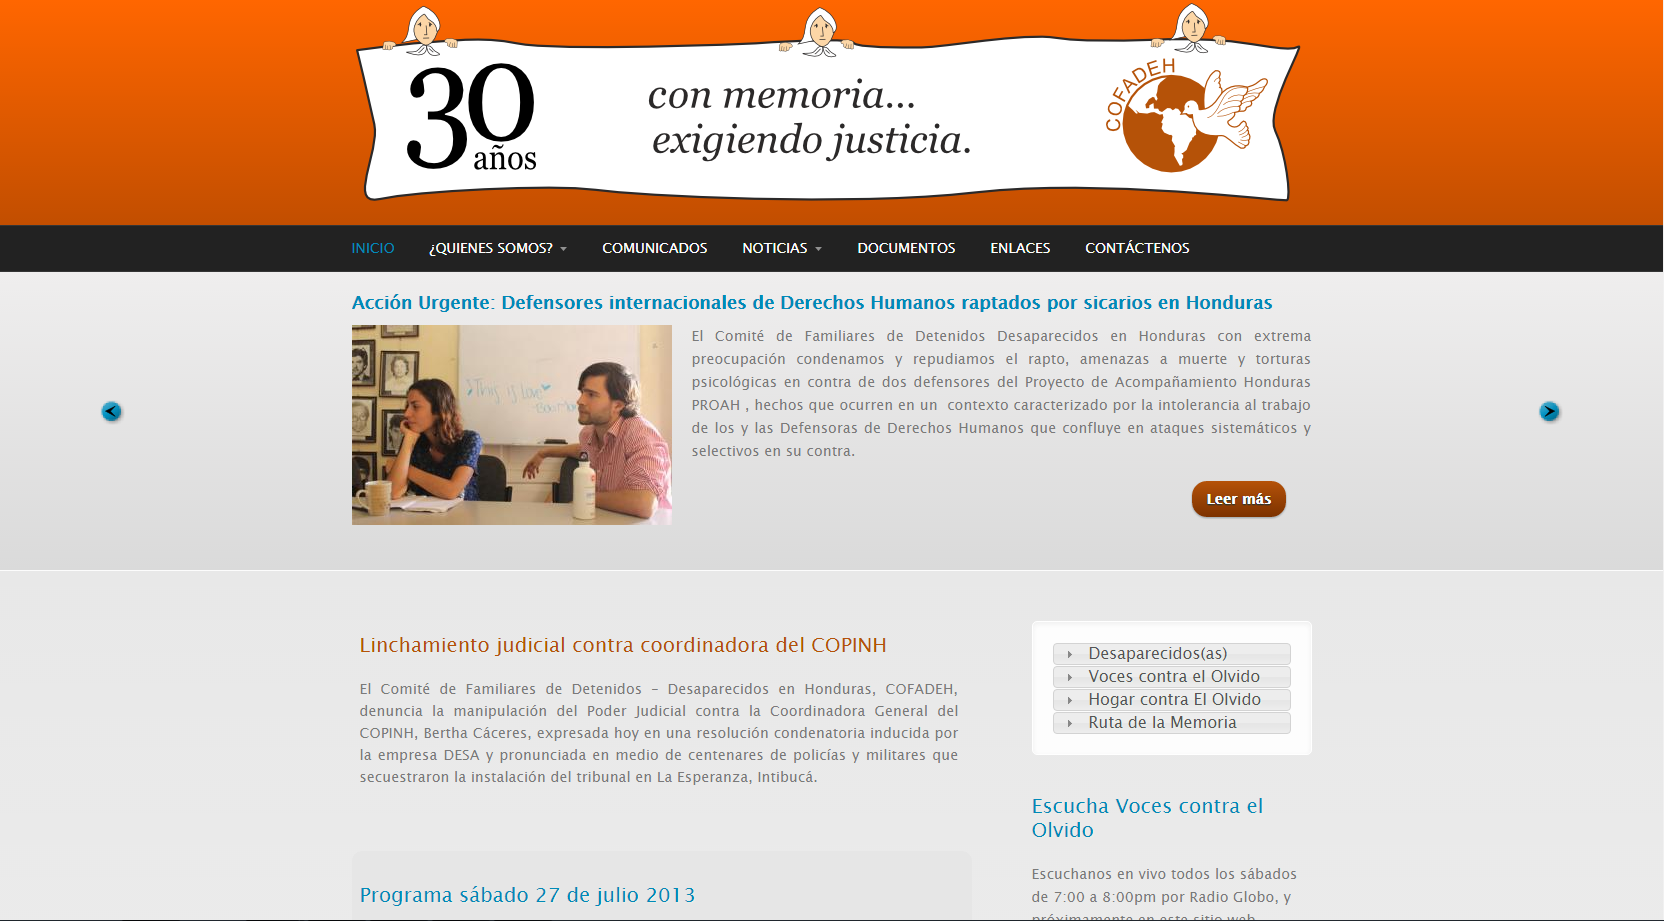 30
años
con memoria...
exigiendo justicia.
COFADEH
INICIO ¿QUIENES SOMOS? COMUNICADOS NOTICIAS DOCUMENTOS ENLACES CONTÁCTENOS
Acción Urgente: Defensores internacionales de Derechos Humanos raptados por sicarios en Honduras
This is love
El Comité de Familiares de Detenidos Desaparecidos en Honduras con extrema
preocupación condenamos y repudiamos el rapto, amenazas a muerte y torturas
psicológicas en contra de dos defensores del Proyecto de Acompañamiento Honduras
PROAH , hechos que ocurren en un contexto caracterizado por la intolerancia al trabajo
de los y las Defensoras de Derechos Humanos que confluye en ataques sistemáticos y
selectivos en su contra.
Leer más
Linchamiento judicial contra coordinadora del COPINH
El Comité de Familiares de Detenidos – Desaparecidos en Honduras, COFADEH,
denuncia la manipulación del Poder Judicial contra la Coordinadora General del
COPINH, Bertha Cáceres, expresada hoy en una resolución condenatoria inducida por
la empresa DESA y pronunciada en medio de centenares de policías y militares que
secuestraron la instalación del tribunal en La Esperanza, Intibucá.
Programa sábado 27 de julio 2013
Desaparecidos(as)
Voces contra el Olvido
Hogar contra El Olvido
Ruta de la Memoria
Escucha Voces contra el
Olvido
Escuchanos en vivo todos los sábados
de 7:00 a 8:00pm por Radio Globo, y
próximamente en este sitio web